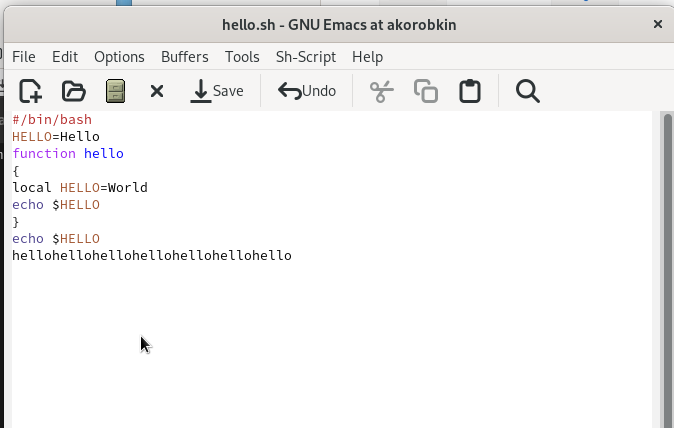 hello.sh - GNU Emacs at akorobkin
File Edit Options Buffers Tools Sh-Script Help
Save Undo
#/bin/bash
HELLO=Hello
function hello
{
local HELLO=World
echo $HELLO
}
echo $HELLO
hellohellohellohellohellohellohello